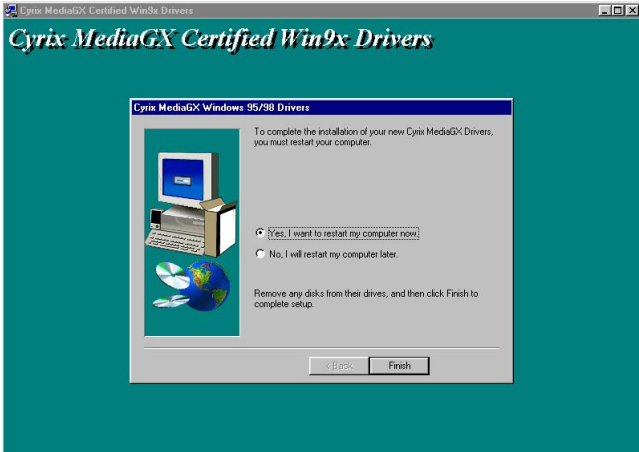 Cyrix MediaGX Certified Win9x Drivers
Cyrix MediaGX Certified Win9x Drivers
Cyrix MediaGX Windows 95/98 Drivers
To complete the installation of your new Cyrix MediaGX Drivers,
you must restart your computer.
Yes, I want to restart my computer now.
No, I will restart my computer later.
Remove any disks from their drives, and then click Finish to
complete setup.
< Back
Finish